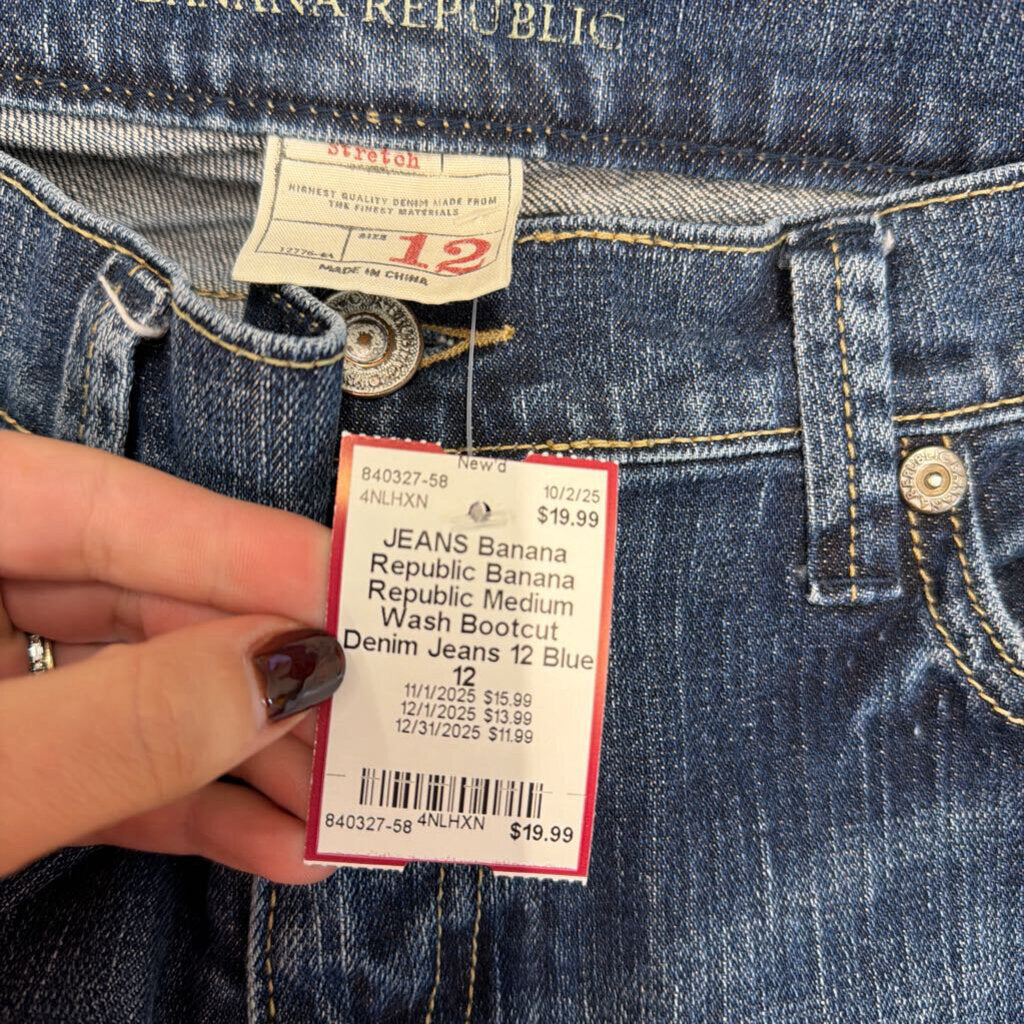 BANANA REPUBLIC
Stretch
HIGHEST QUALITY DENIM MADE FROM
THE FINEST MATERIALS
SIZE 12
MADE IN CHINA
New'd
840327-58
4NLHXN
10/2/25
$19.99
JEANS Banana
Republic Banana
Republic Medium
Wash Bootcut
Denim Jeans 12 Blue
12
11/1/2025 $15.99
12/1/2025 $13.99
12/31/2025 $11.99
840327-58 4NLHXN $19.99